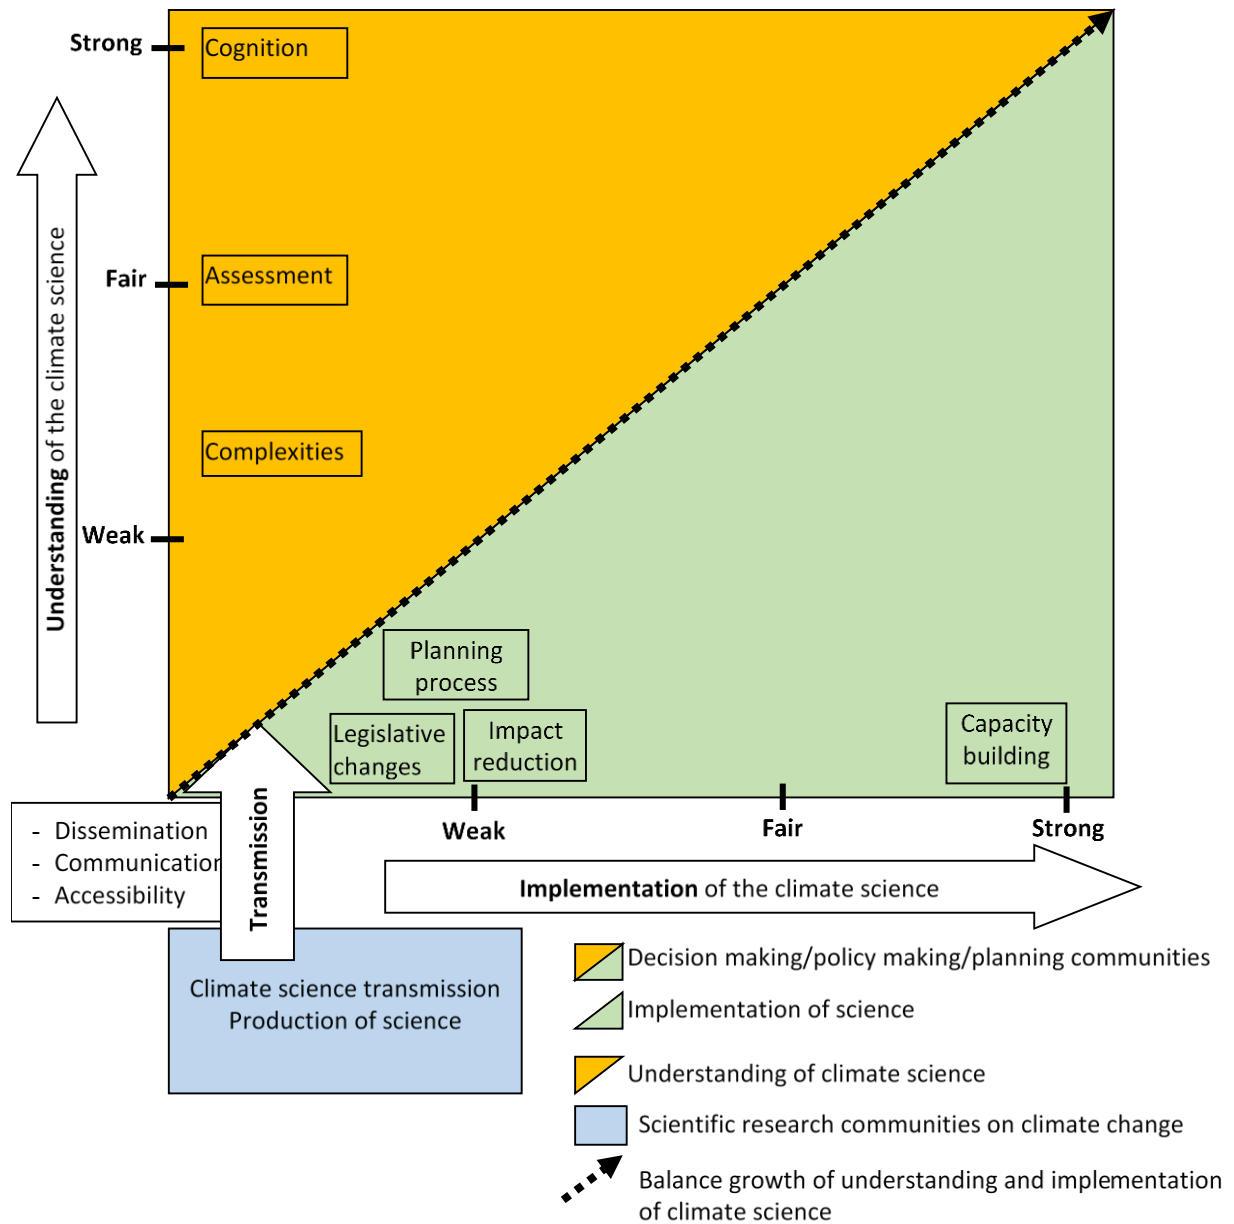 Strong
Cognition
Understanding of the climate science
Fair
Assessment
Complexities
Weak
Planning
process
Legislative
changes
Impact
reduction
Capacity
building
Weak
Fair
Strong
- Dissemination
- Communication
- Accessibility
Transmission
Implementation of the climate science
Climate science transmission
Production of science
Decision making/policy making/planning communities
Implementation of science
Understanding of climate science
Scientific research communities on climate change
Balance growth of understanding and implementation
of climate science